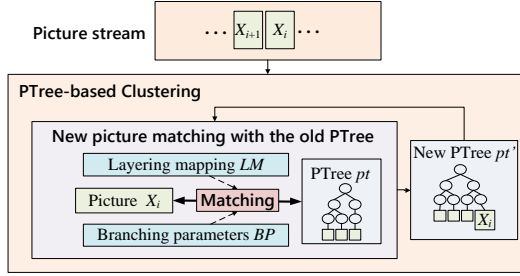 Picture stream
... X_{i+1} X_i ...
PTree-based Clustering
New picture matching with the old PTree
Layering mapping LM
Picture X_i
Matching
Branching parameters BP
PTree pt
New PTree pt'
X_i